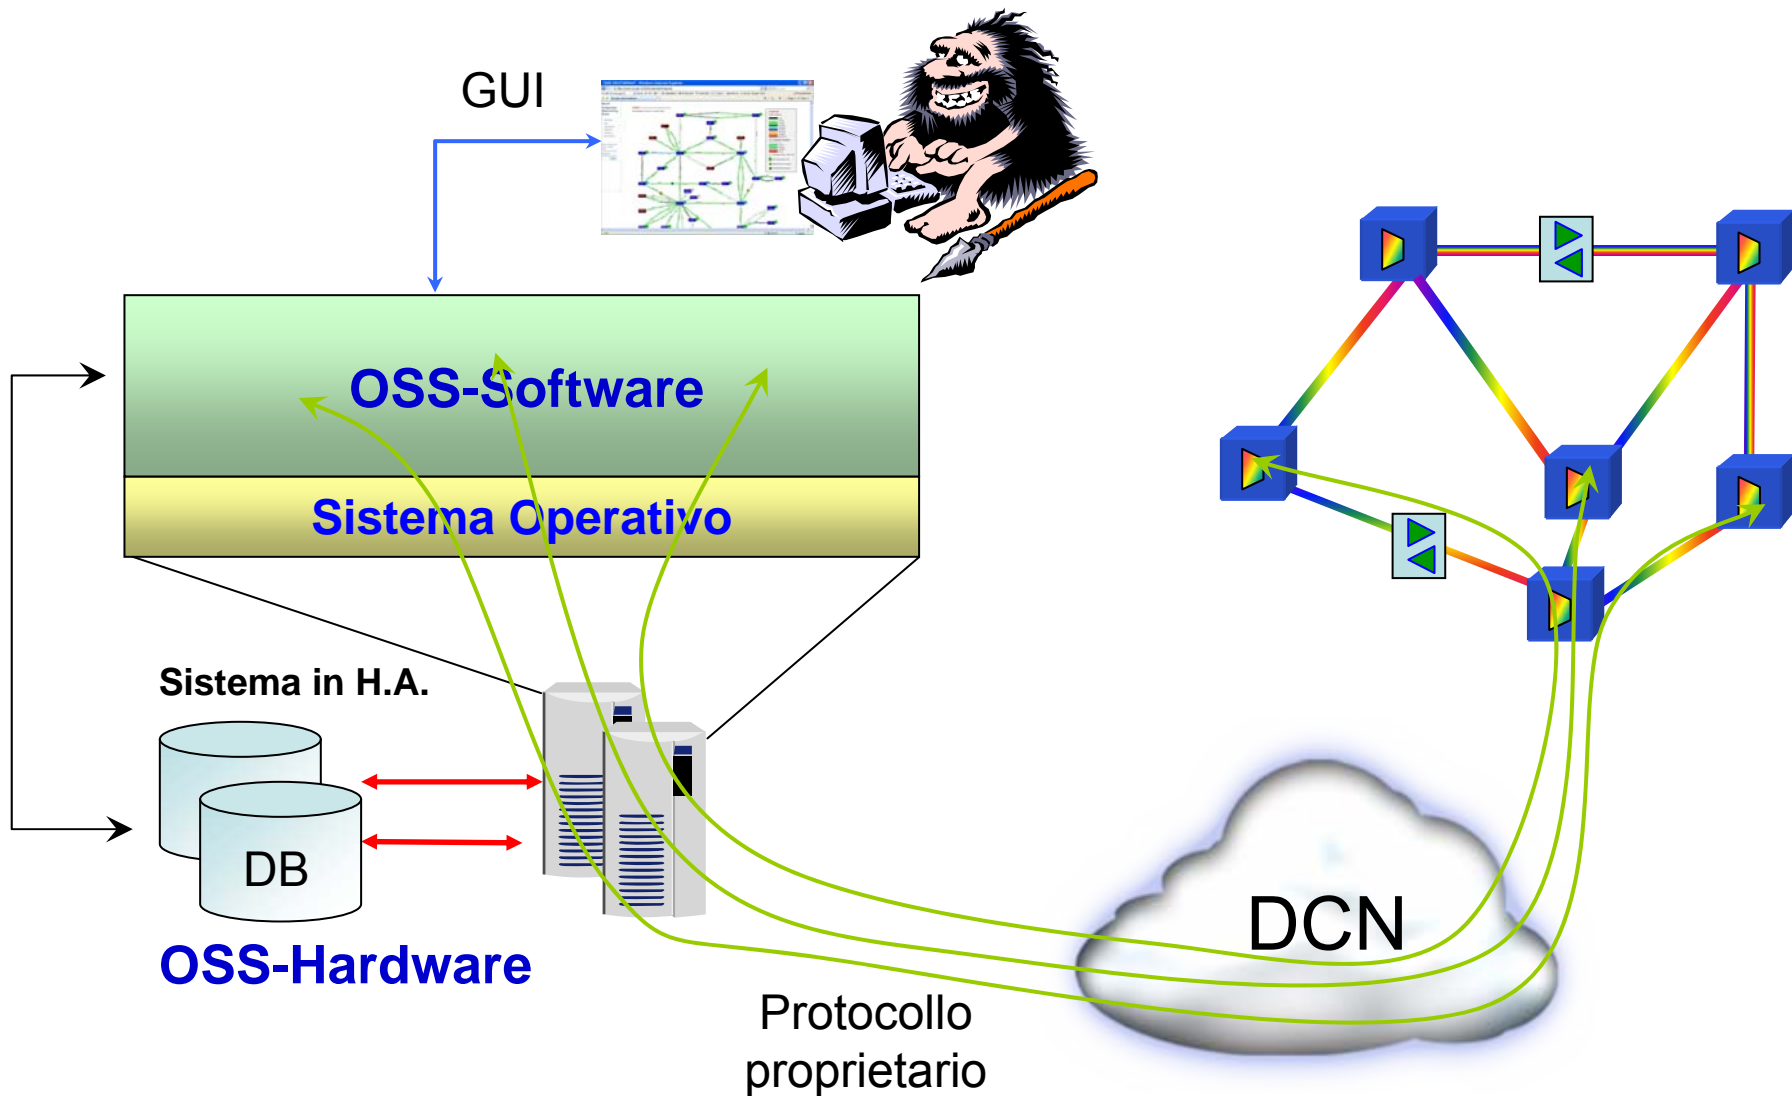 GUI
OSS-Software
Sistema Operativo
Sistema in H.A.
DB
OSS-Hardware
DCN
Protocollo
proprietario